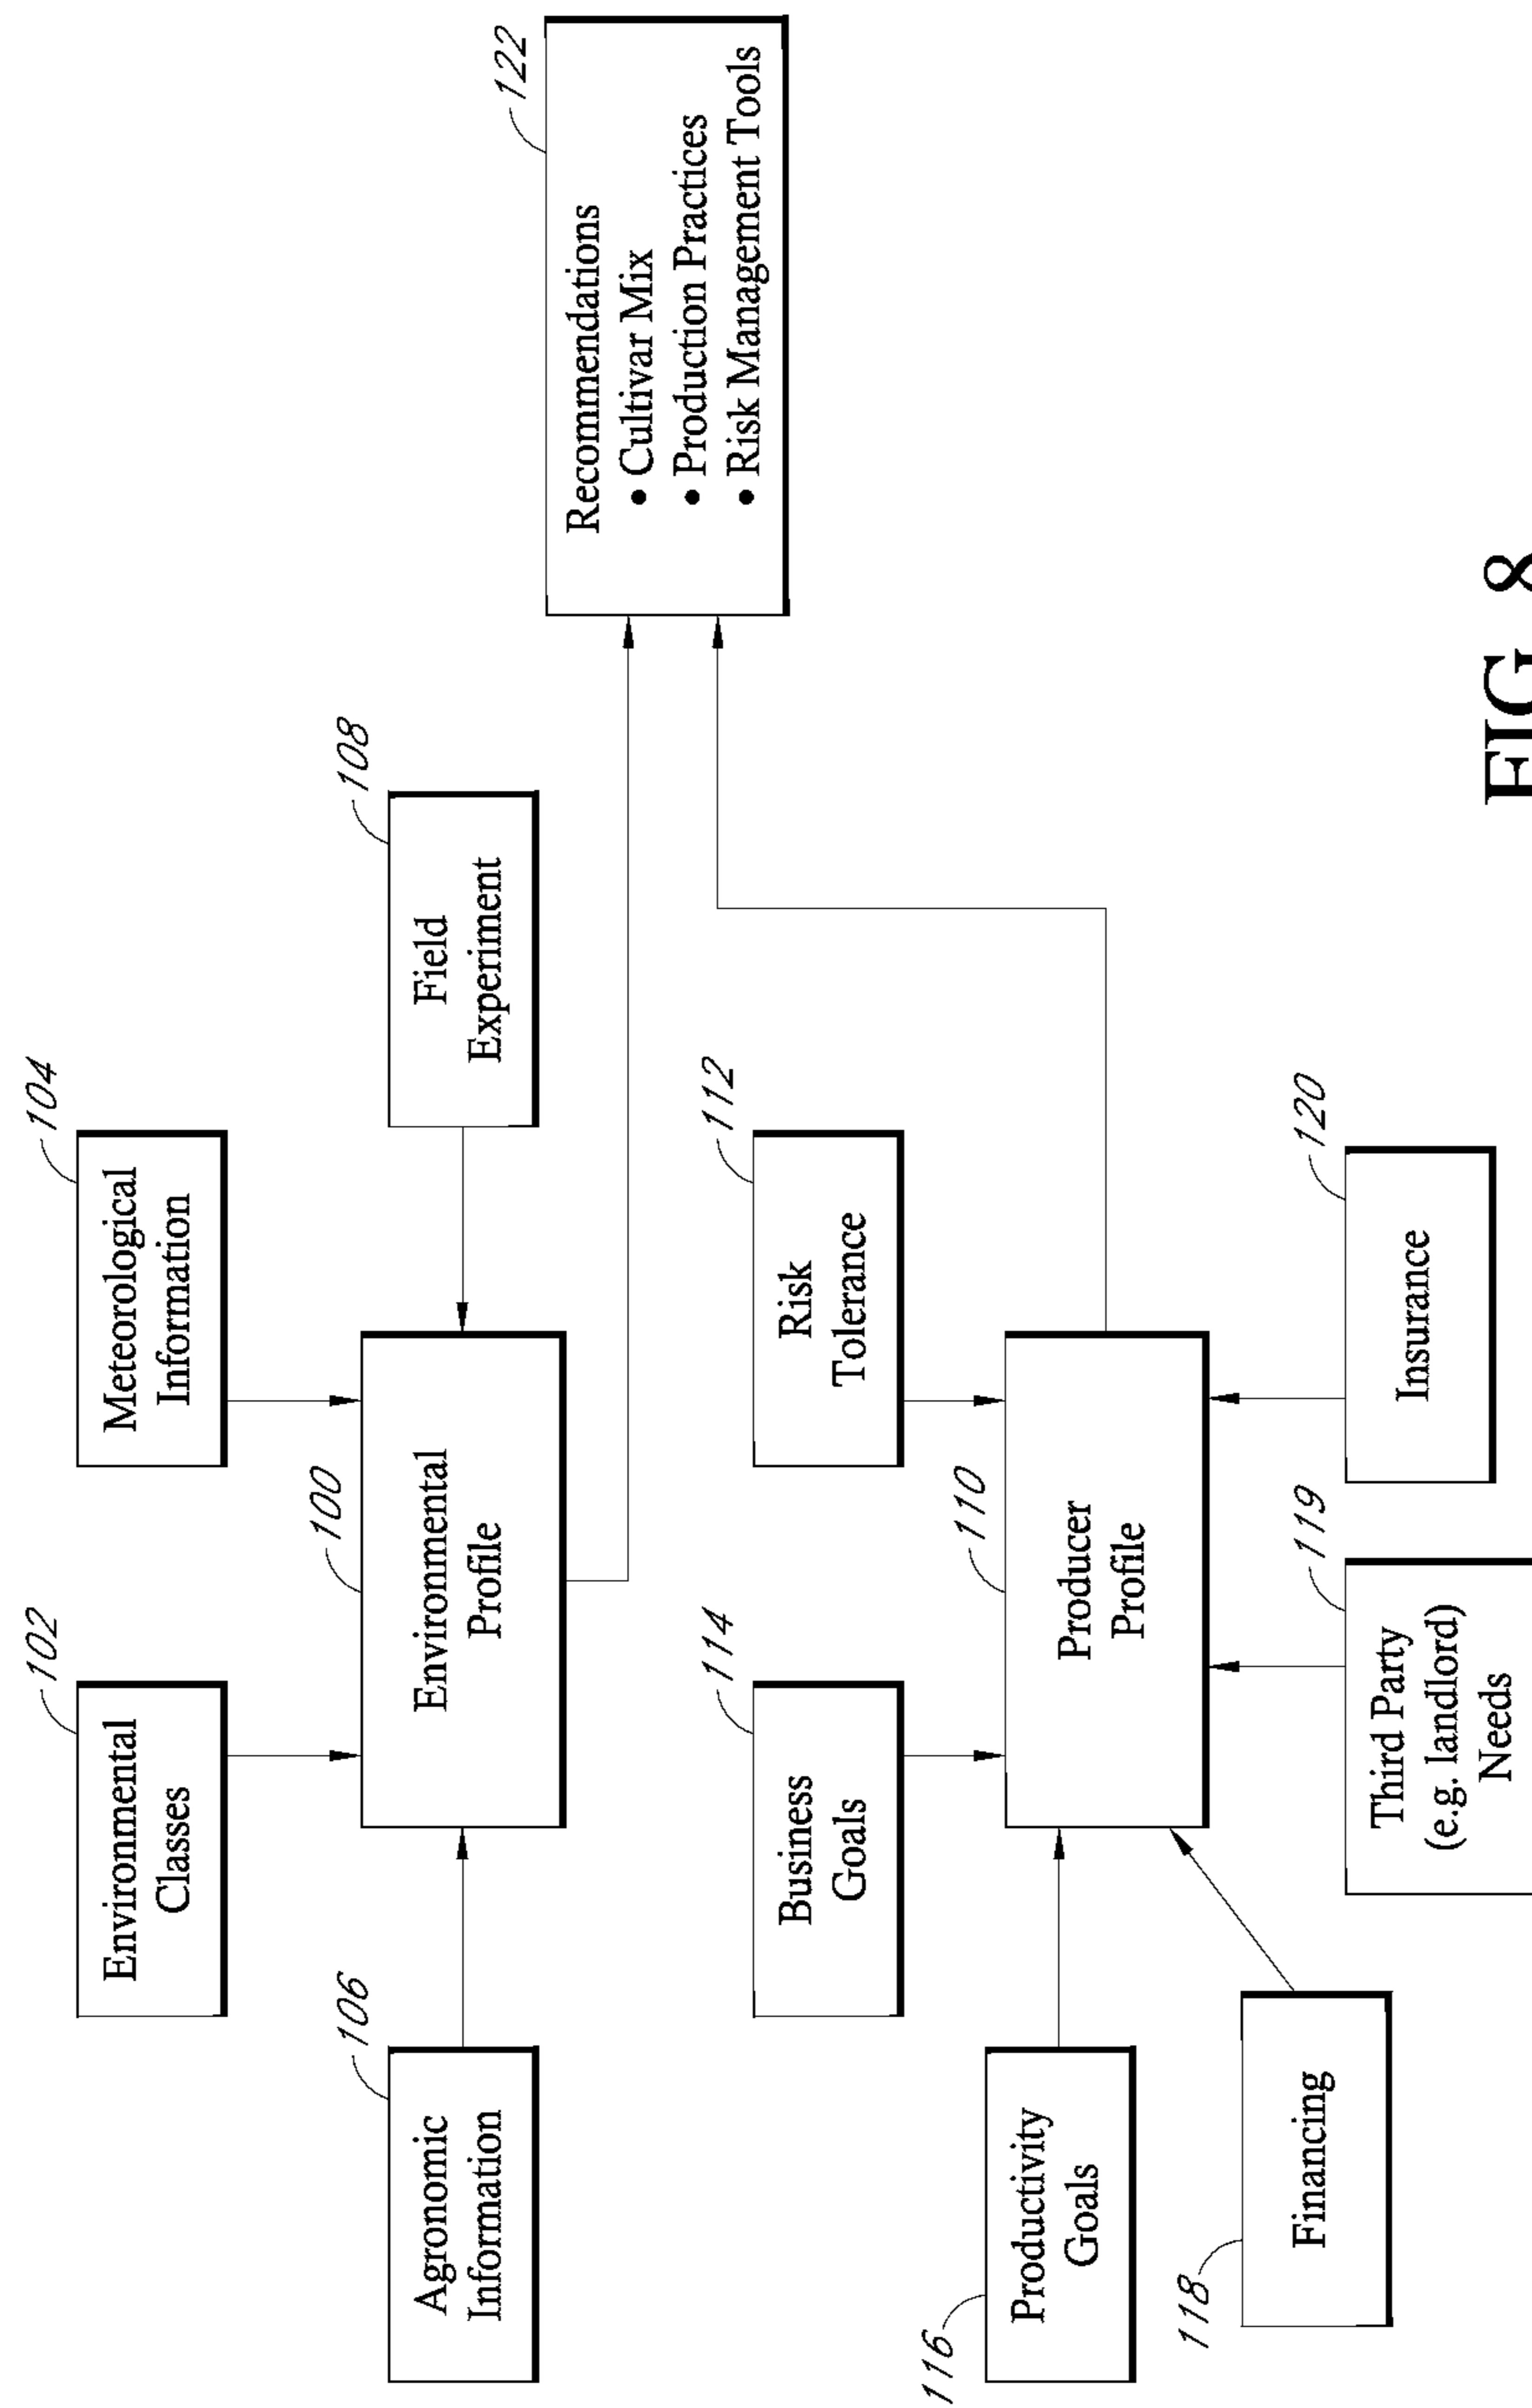 102
Environmental
Classes
104
Meteorological
Information
106
Agronomic
Information
100
Environmental
Profile
108
Field
Experiment
122
Recommendations
• Cultivar Mix
• Production Practices
• Risk Management Tools
114
Business
Goals
112
Risk
Tolerance
116
Productivity
Goals
110
Producer
Profile
118
Financing
119
Third Party
(e.g. landlord)
Needs
120
Insurance
FIG. 8